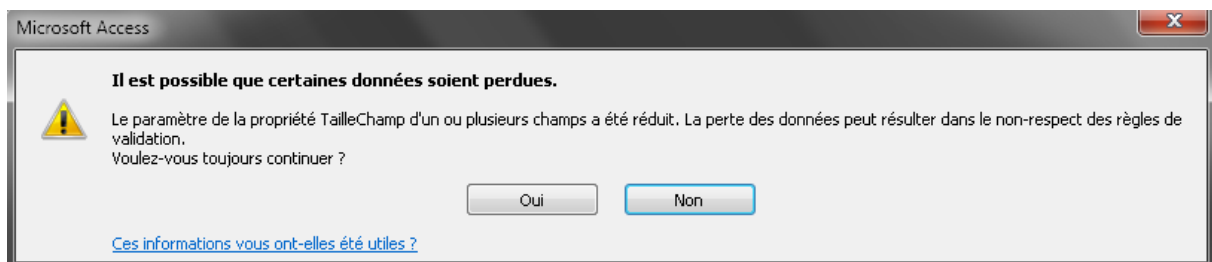 Microsoft Access
Il est possible que certaines données soient perdues.
Le paramètre de la propriété TailleChamp d'un ou plusieurs champs a été réduit. La perte des données peut résulter dans le non-respect des règles de
validation.
Voulez-vous toujours continuer ?
Oui Non
Ces informations vous ont-elles été utiles ?